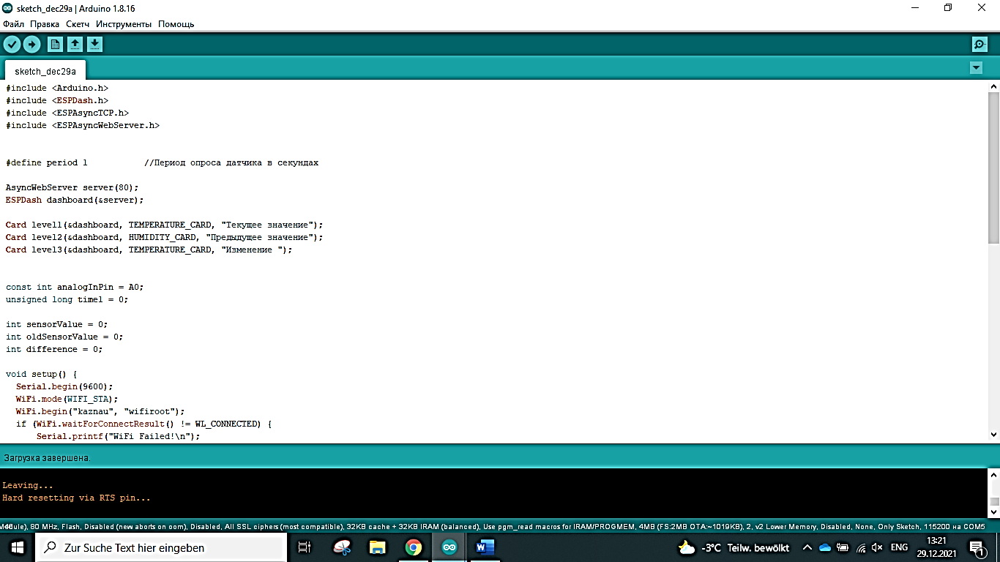 sketch_dec29a | Arduino 1.8.16
Файл Правка Скетч Инструменты Помощь
sketch_dec29a
#include <Arduino.h>
#include <ESPDash.h>
#include <ESPAsyncTCP.h>
#include <ESPAsyncWebServer.h>
#define period 1 //Период опроса датчика в секундах
AsyncWebServer server(80);
ESPDash dashboard(&server);
Card level1(&dashboard, TEMPERATURE_CARD, "Текущее значение");
Card level2(&dashboard, HUMIDITY_CARD, "Предыдущее значение");
Card level3(&dashboard, TEMPERATURE_CARD, "Изменение ");
const int analogInPin = A0;
unsigned long time1 = 0;
int sensorValue = 0;
int oldSensorValue = 0;
int difference = 0;
void setup() {
Serial.begin(9600);
WiFi.mode(WIFI_STA);
WiFi.begin("kaznau", "wifiroot");
if (WiFi.waitForConnectResult() != WL_CONNECTED) {
Serial.printf("WiFi Failed!\n");
Загрузка завершена.
Leaving...
Hard resetting via RTS pin...
), 80 MHz, Flash, Disabled (new aborts on oom), Disabled, All SSL ciphers (most compatible), 32KB cache + 32KB IRAM (balanced), Use pgm_read macros for IRAM/PROGMEM, 4MB (FS:2MB OTA:~1019KB), 2, v2 Lower Memory, Disabled, None, Only Sketch, 115200 на COM5
Zur Suche Text hier eingeben
-3°C Teilw. bewölkt
ENG
13:21
29.12.2021
1